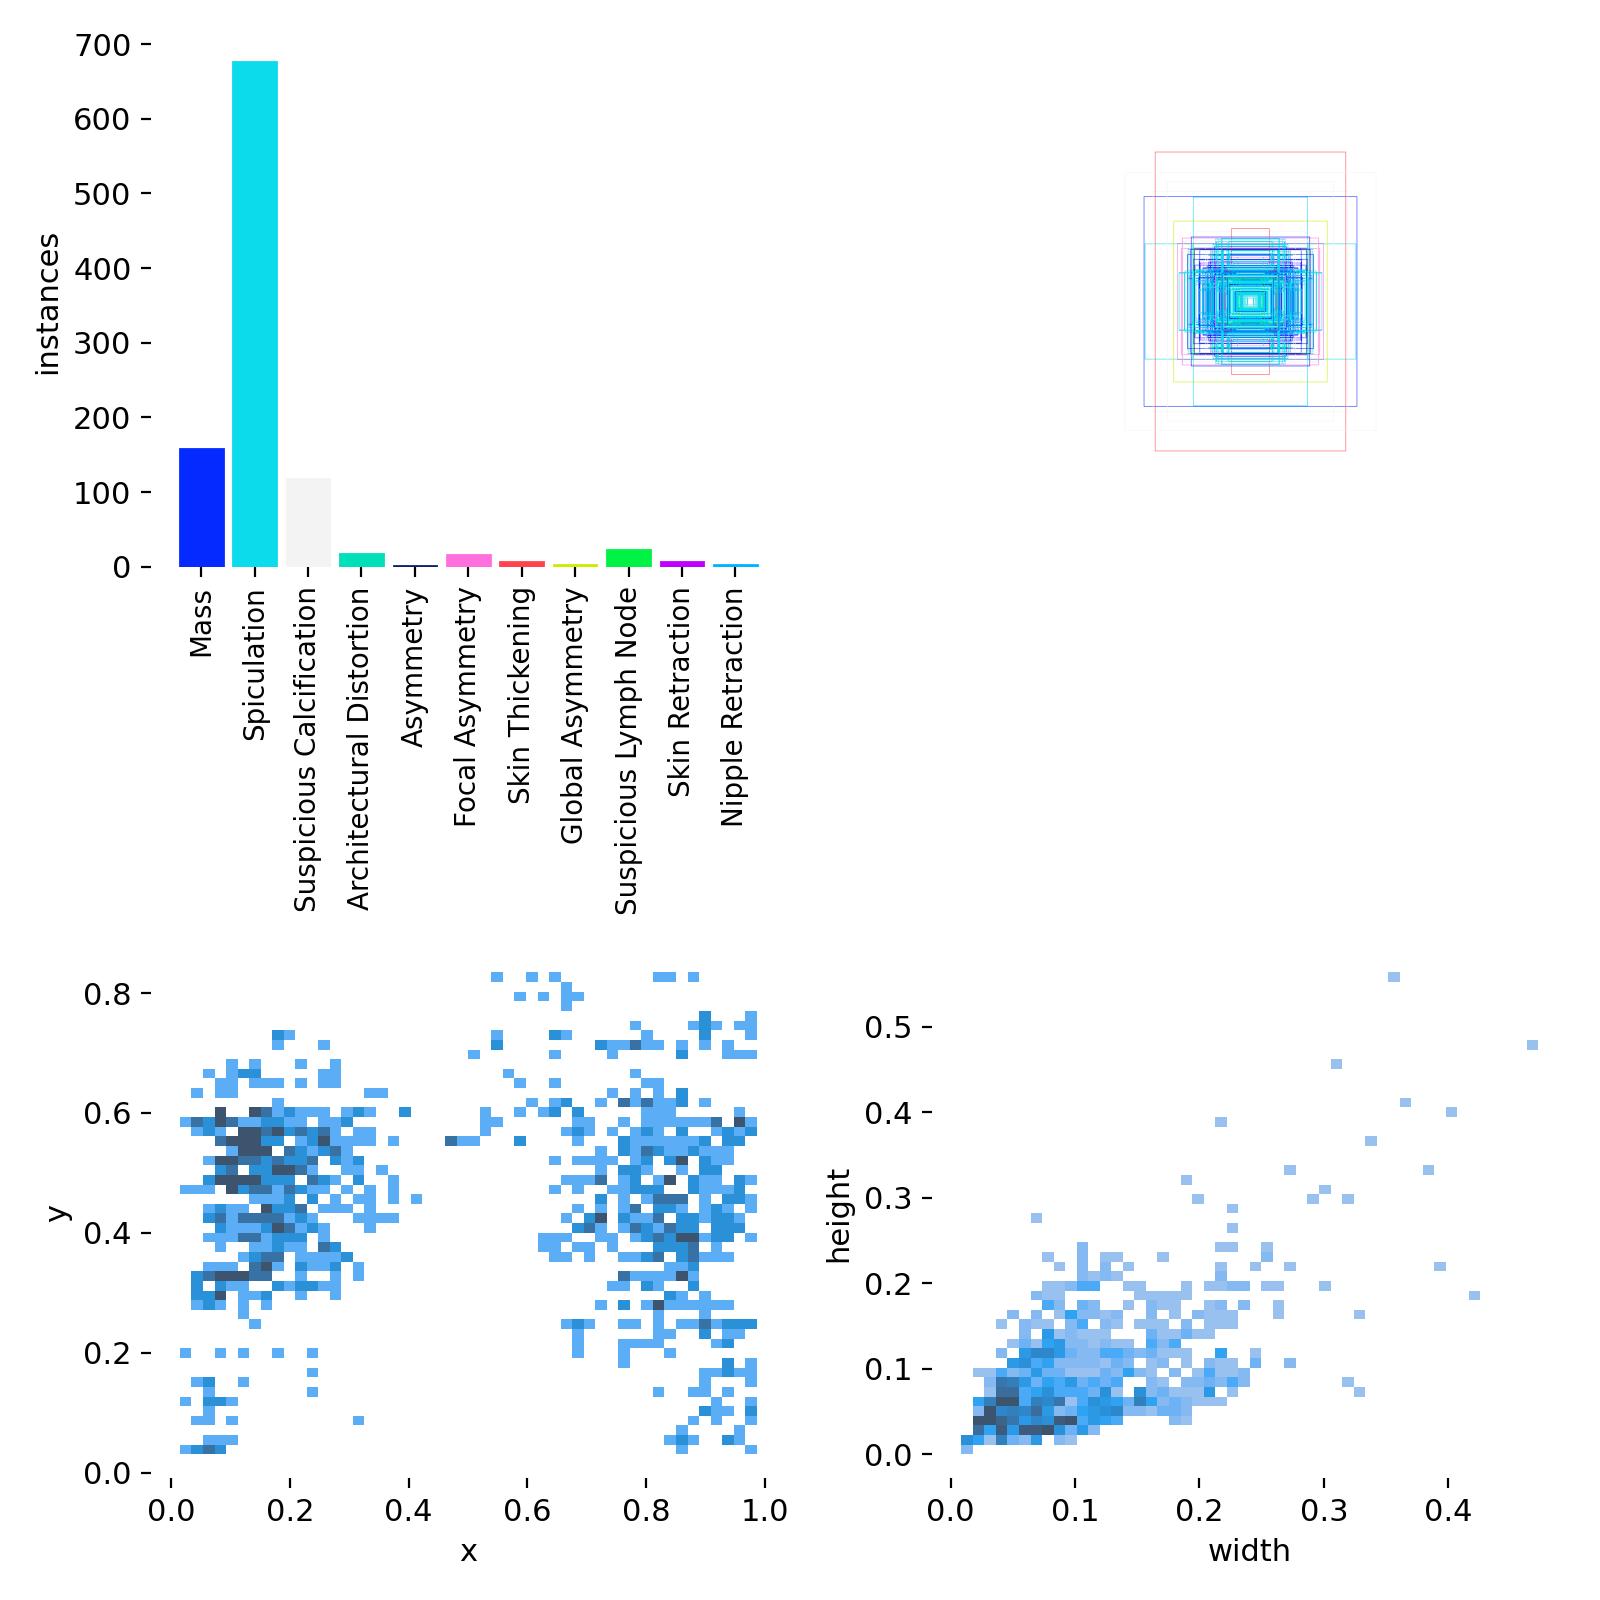 700
600
500
400
300
200
100
0
instances
Mass
Spiculation
Suspicious Calcification
Architectural Distortion
Asymmetry
Focal Asymmetry
Skin Thickening
Global Asymmetry
Suspicious Lymph Node
Skin Retraction
Nipple Retraction
0.8
0.6
0.4
0.2
0.0
y
0.0 0.2 0.4 0.6 0.8 1.0
x
0.5
0.4
0.3
0.2
0.1
0.0
height
0.0 0.1 0.2 0.3 0.4
width